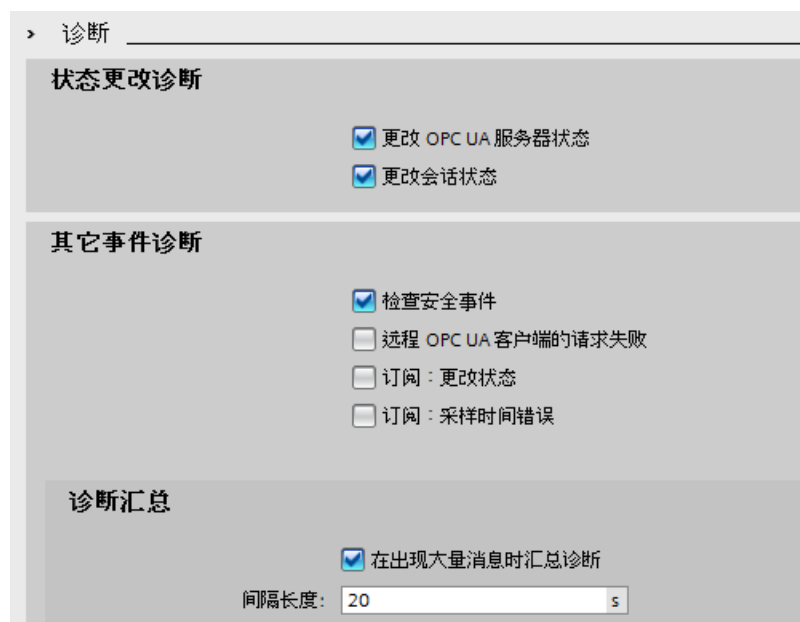 诊断
状态更改诊断
更改 OPC UA 服务器状态
更改会话状态
其它事件诊断
检查安全事件
远程 OPC UA 客户端的请求失败
订阅：更改状态
订阅：采样时间错误
诊断汇总
在出现大量消息时汇总诊断
间隔长度: 20 s